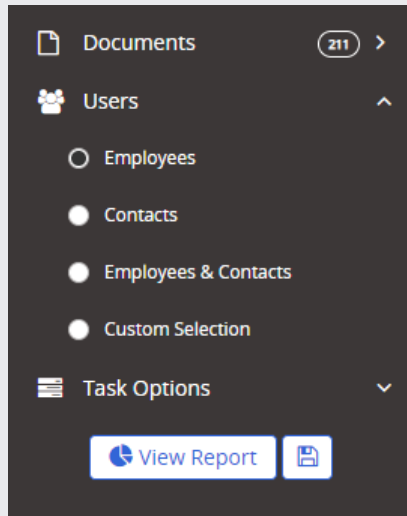 Documents 211
Users
Employees
Contacts
Employees & Contacts
Custom Selection
Task Options
View Report